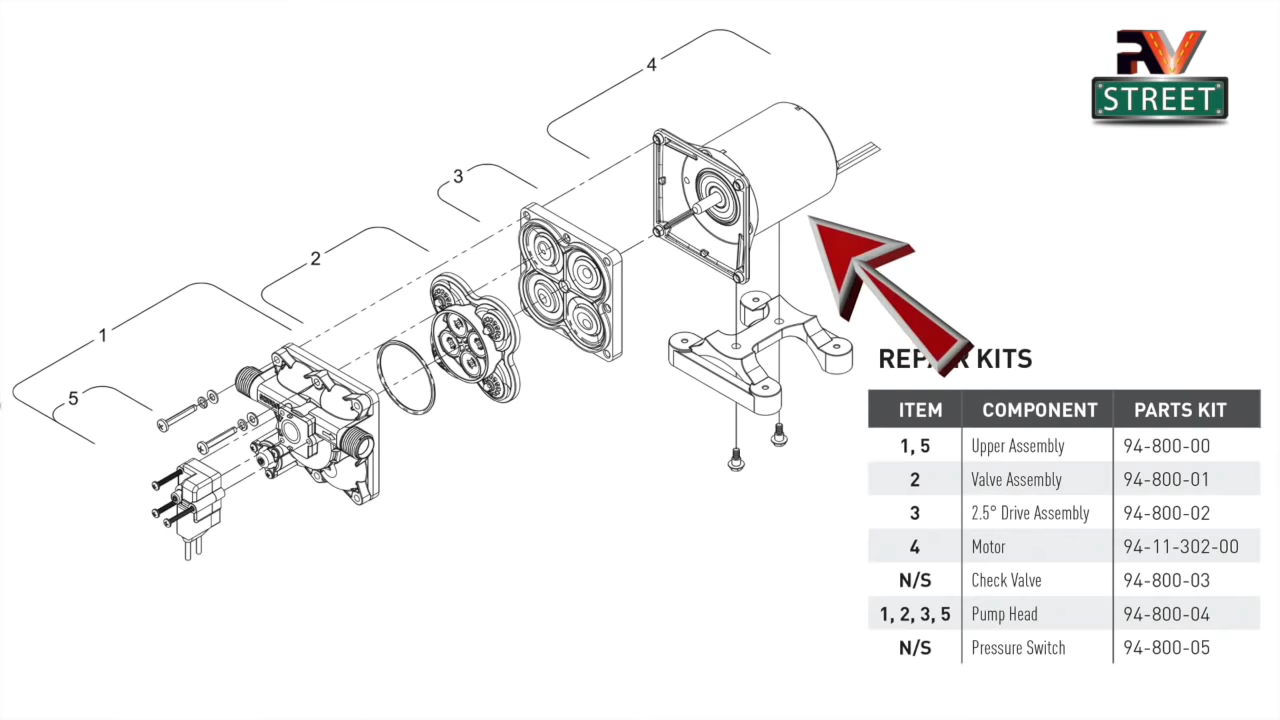 RV
STREET
4
3
2
1
5
REPAIR KITS
ITEM COMPONENT PARTS KIT
1, 5 Upper Assembly 94-800-00
2 Valve Assembly 94-800-01
3 2.5° Drive Assembly 94-800-02
4 Motor 94-11-302-00
N/S Check Valve 94-800-03
1, 2, 3, 5 Pump Head 94-800-04
N/S Pressure Switch 94-800-05